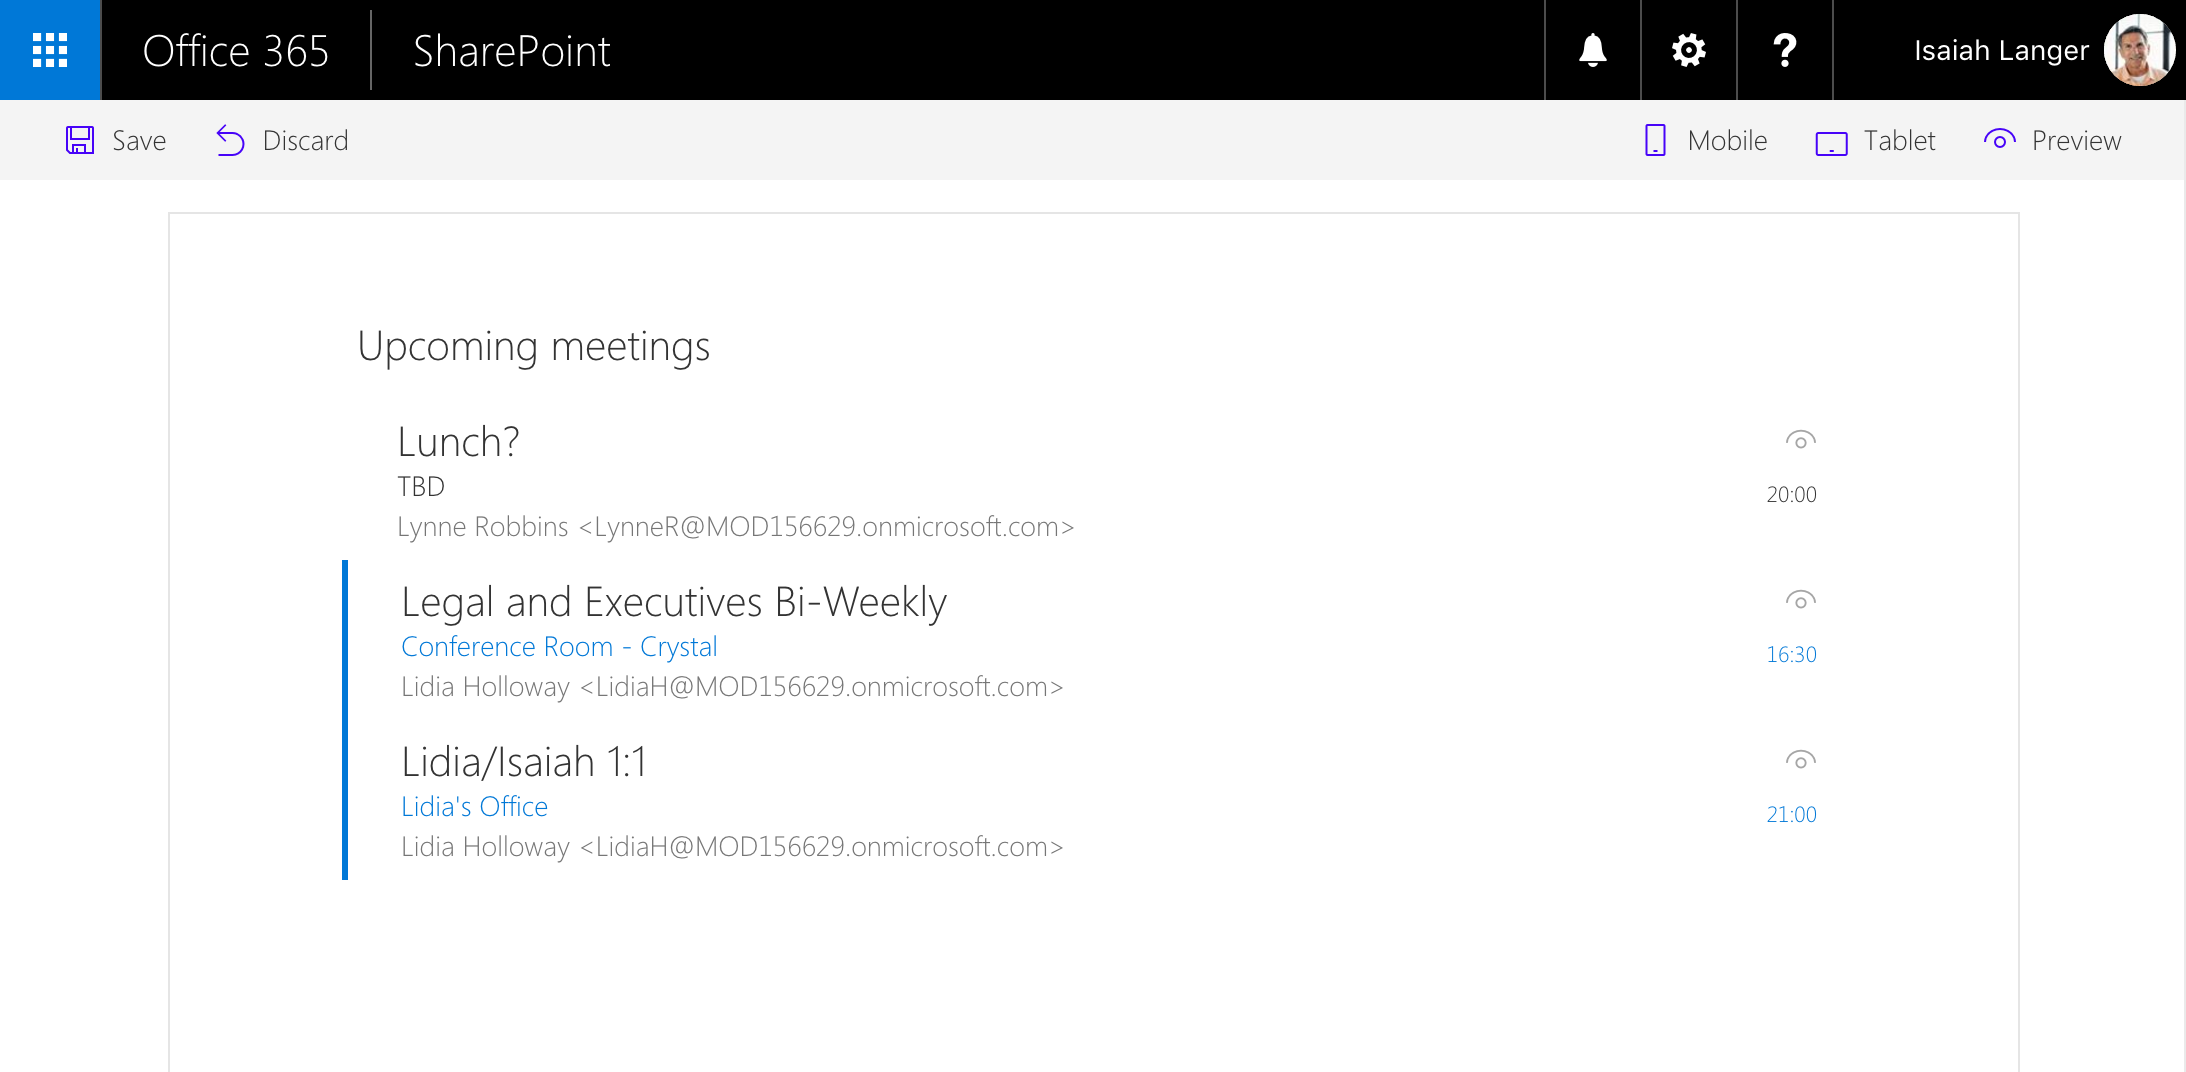 Office 365 SharePoint Isaiah Langer
Save Discard Mobile Tablet Preview
Upcoming meetings
Lunch?
TBD
20:00
Lynne Robbins <LynneR@MOD156629.onmicrosoft.com>
Legal and Executives Bi-Weekly
Conference Room - Crystal
16:30
Lidia Holloway <LidiaH@MOD156629.onmicrosoft.com>
Lidia/Isaiah 1:1
Lidia's Office
21:00
Lidia Holloway <LidiaH@MOD156629.onmicrosoft.com>